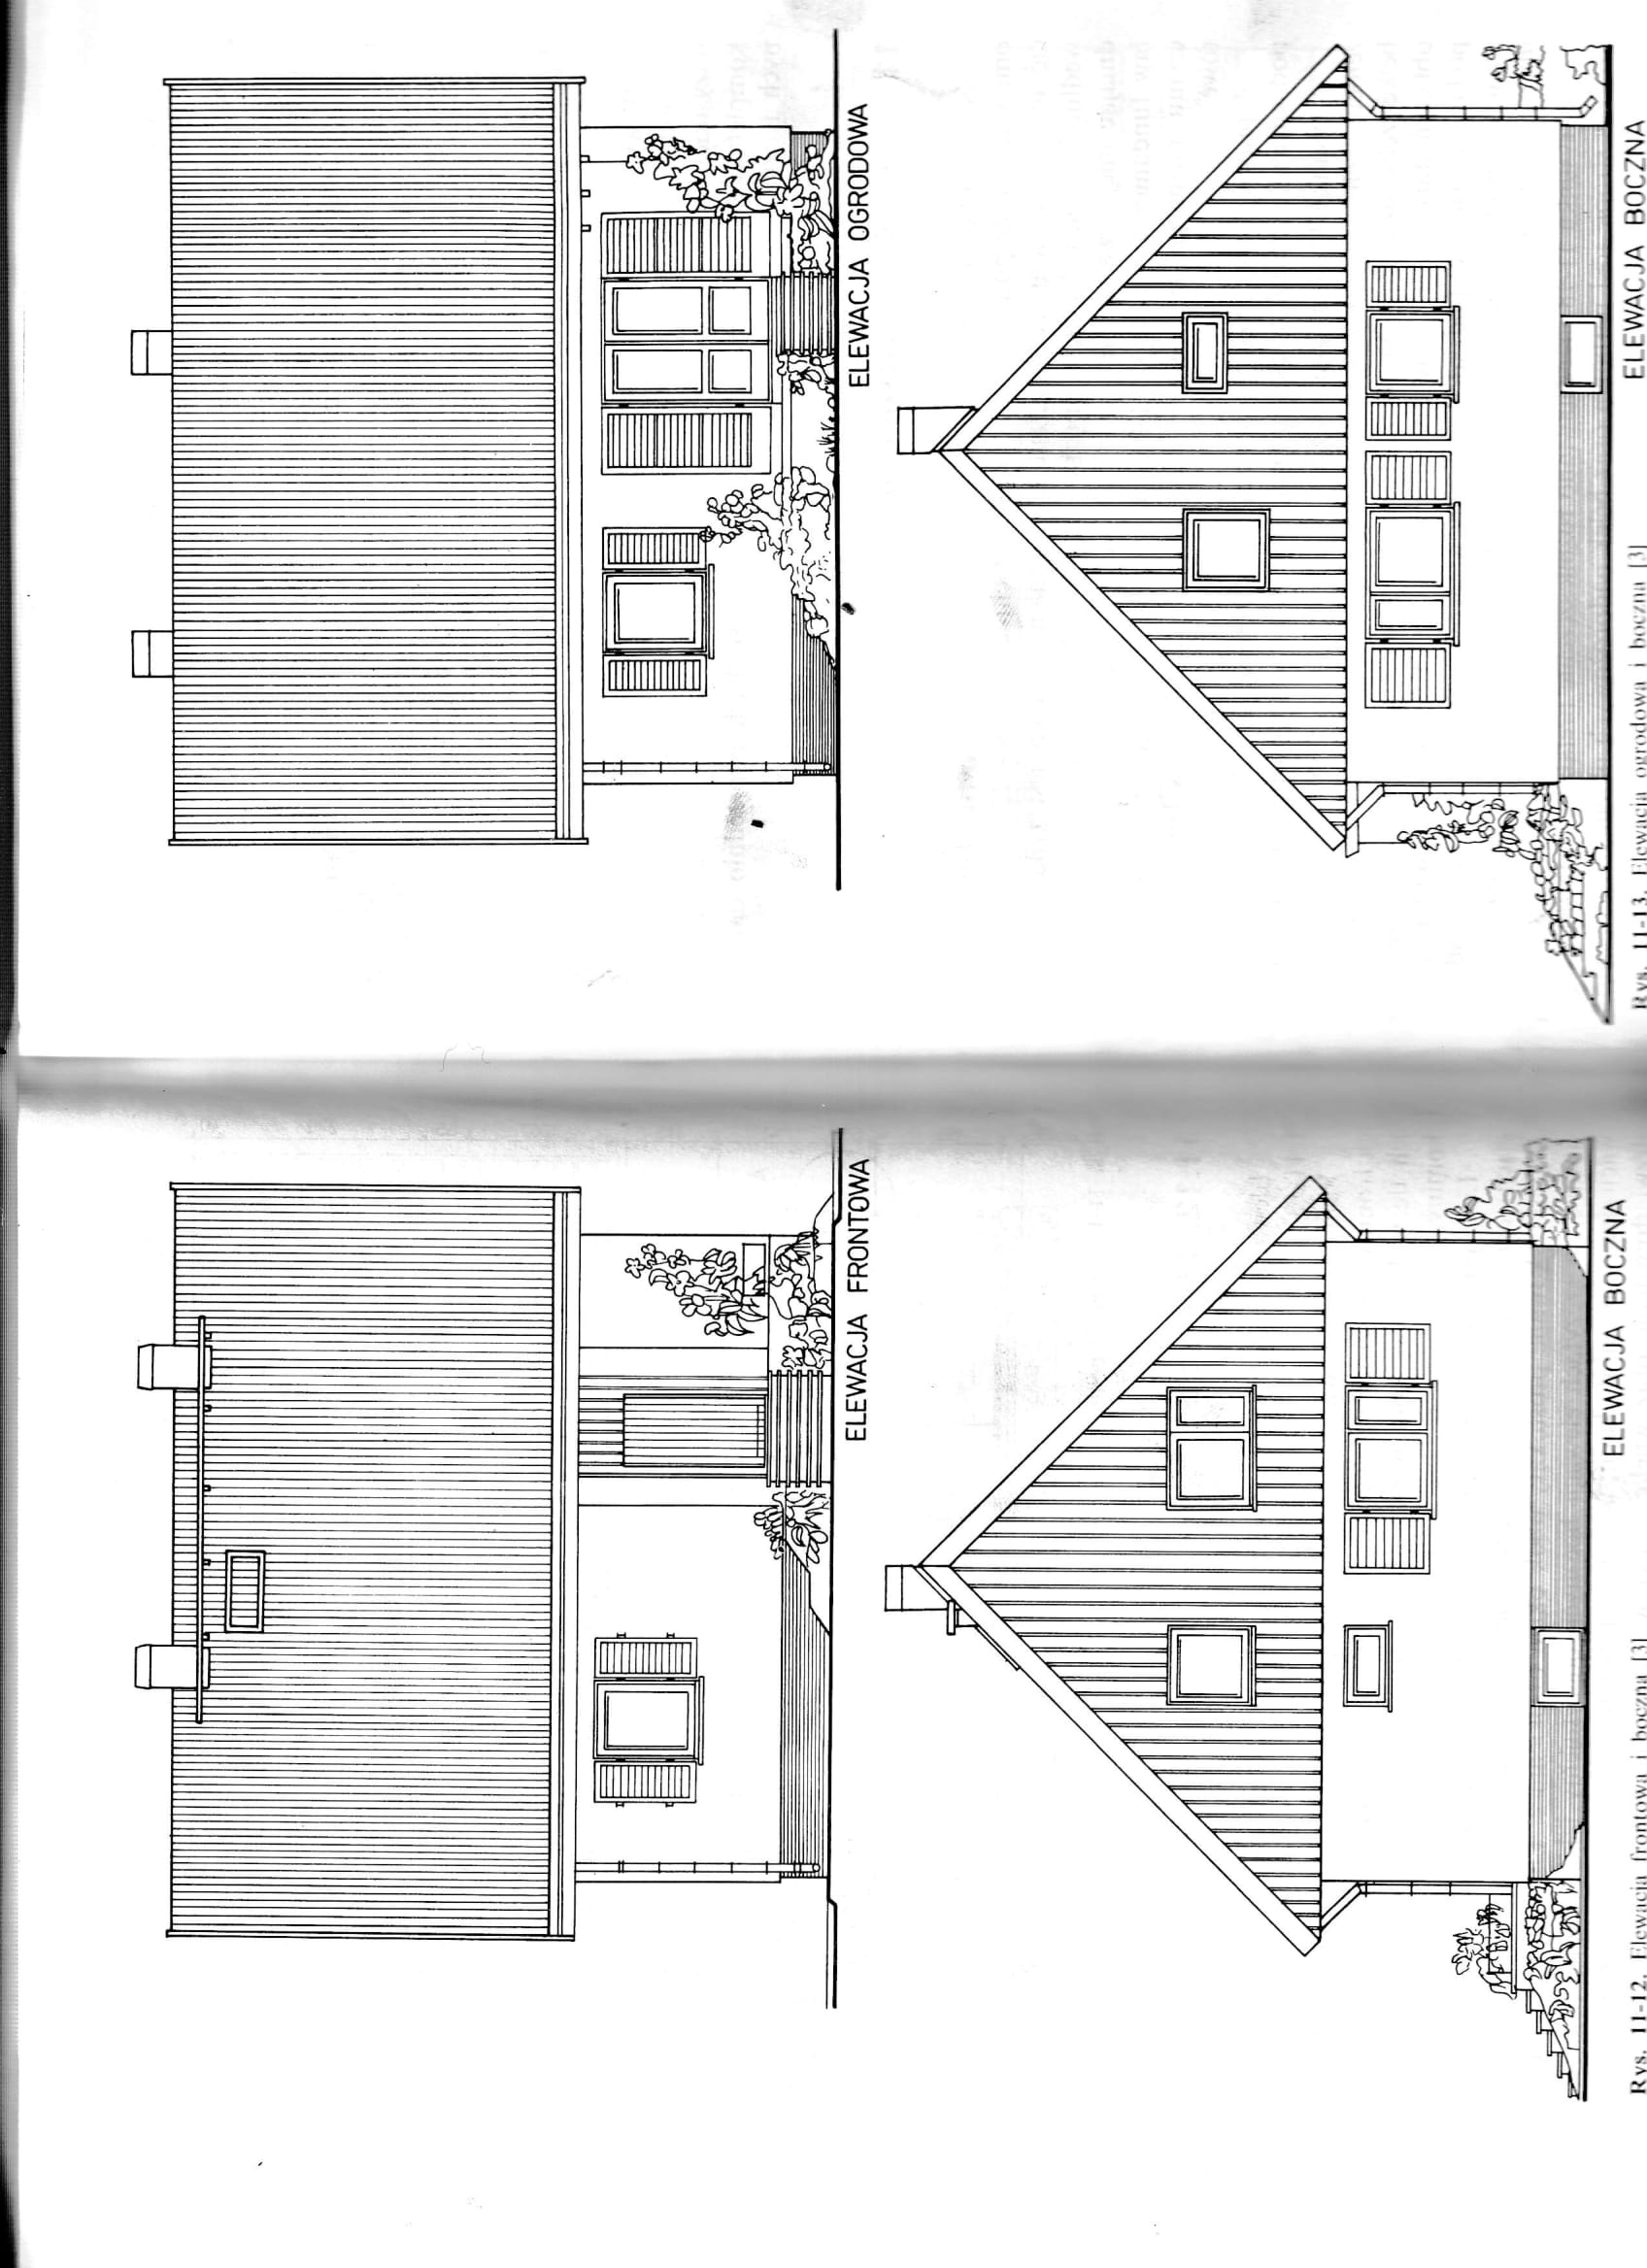 ELEWACJA FRONTOWA
ELEWACJA BOCZNA
Rys. 11-12. Elewacja frontowa i boczna [3]
ELEWACJA OGRODOWA
ELEWACJA BOCZNA
Rys. 11-13. Elewacja ogrodowa i boczna [3]